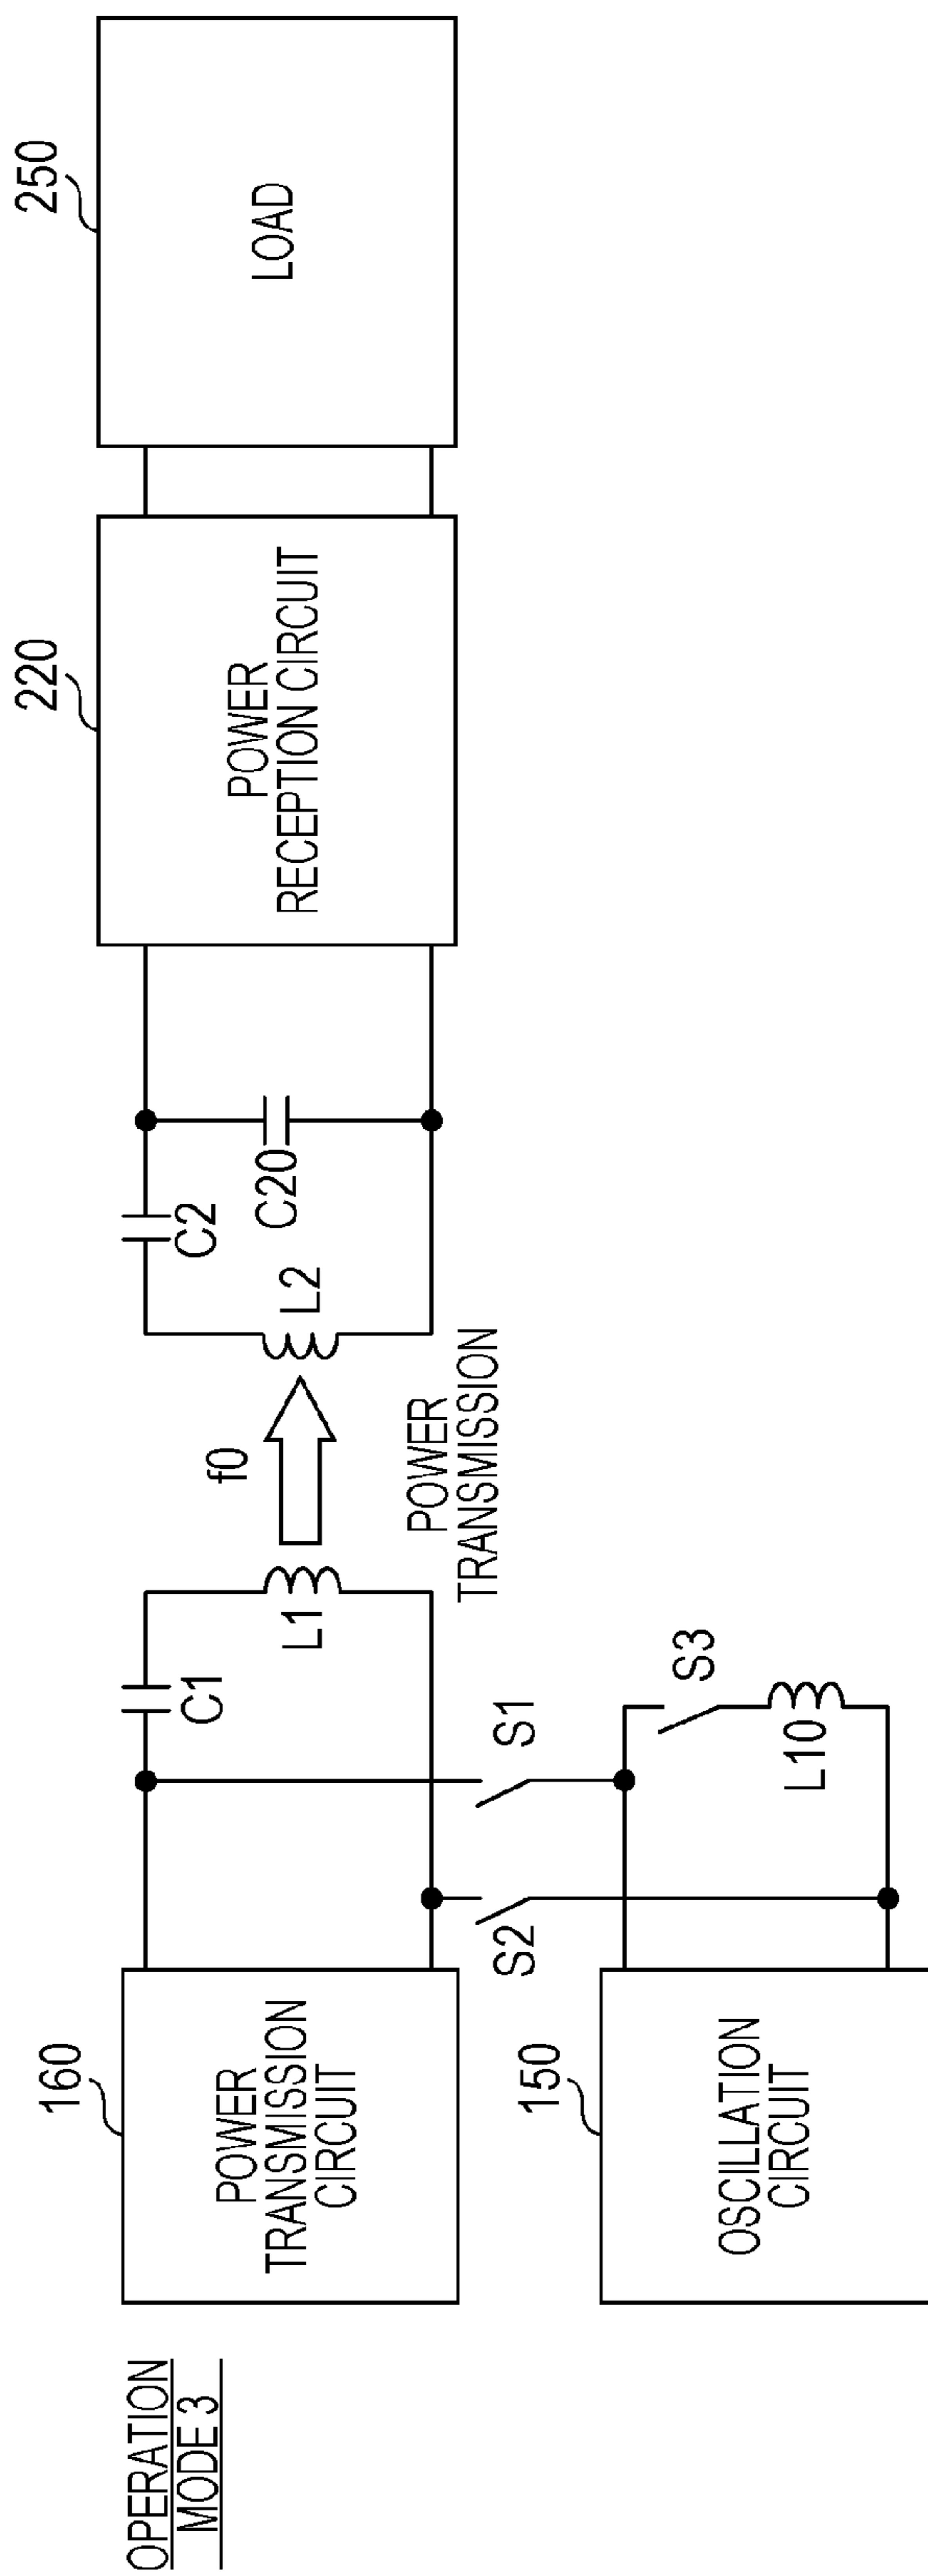 OPERATION
MODE 3
160
POWER
TRANSMISSION
CIRCUIT
C1
L1
f0
POWER
TRANSMISSION
L2
C2
C20
220
POWER
RECEPTION CIRCUIT
250
LOAD
S2
S1
150
OSCILLATION
CIRCUIT
S3
L10